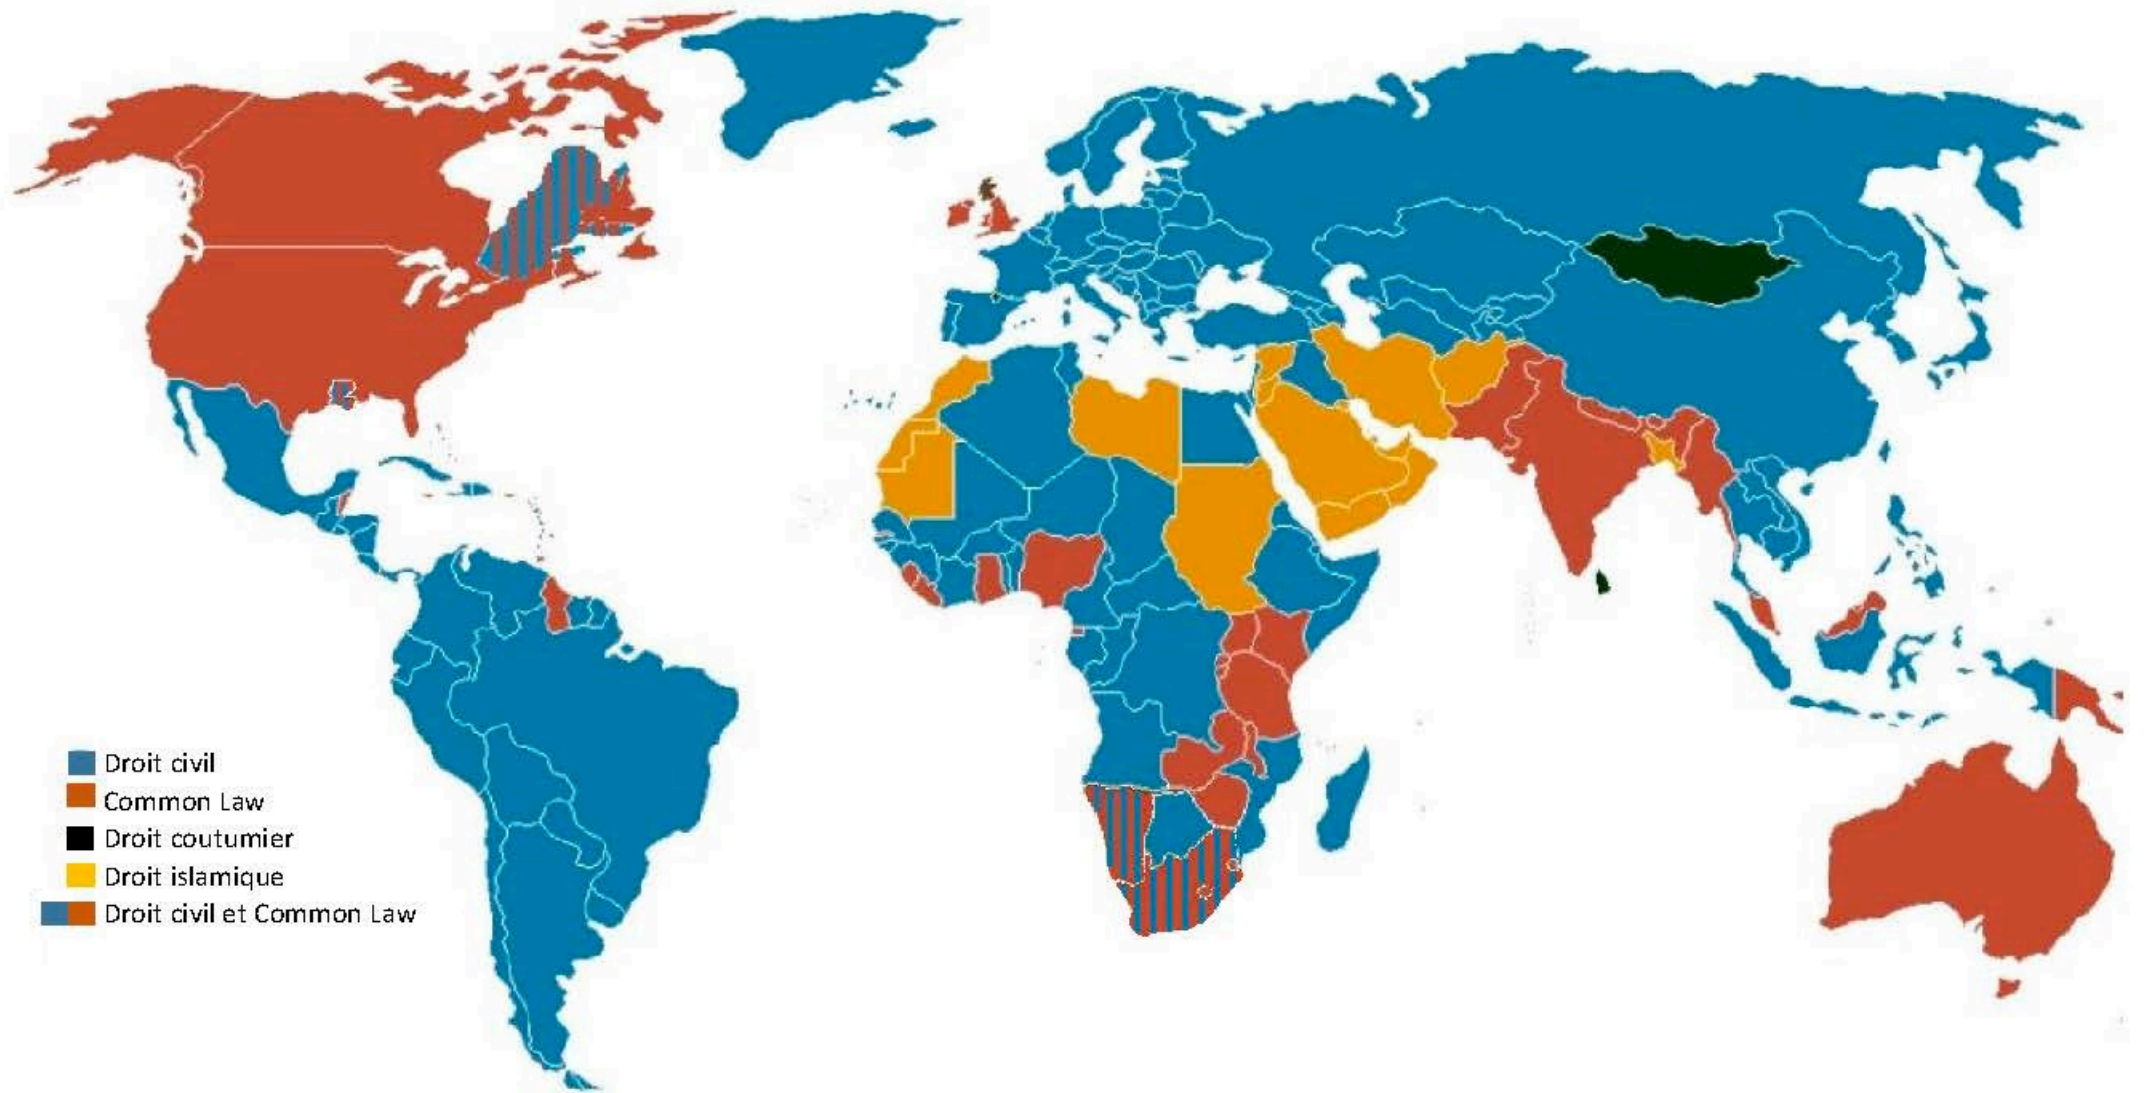 Droit civil
Common Law
Droit coutumier
Droit islamique
Droit civil et Common Law